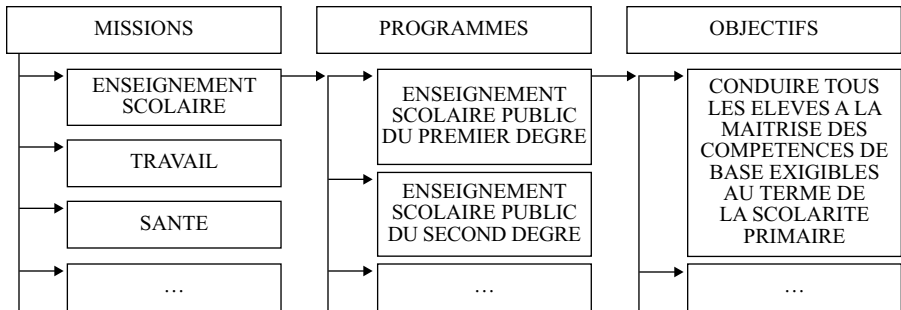 MISSIONS
PROGRAMMES
OBJECTIFS
ENSEIGNEMENT
SCOLAIRE
TRAVAIL
SANTE
…
ENSEIGNEMENT
SCOLAIRE PUBLIC
DU PREMIER DEGRE
ENSEIGNEMENT
SCOLAIRE PUBLIC
DU SECOND DEGRE
…
CONDUIRE TOUS
LES ELEVES A LA
MAITRISE DES
COMPETENCES DE
BASE EXIGIBLES
AU TERME DE
LA SCOLARITE
PRIMAIRE
…